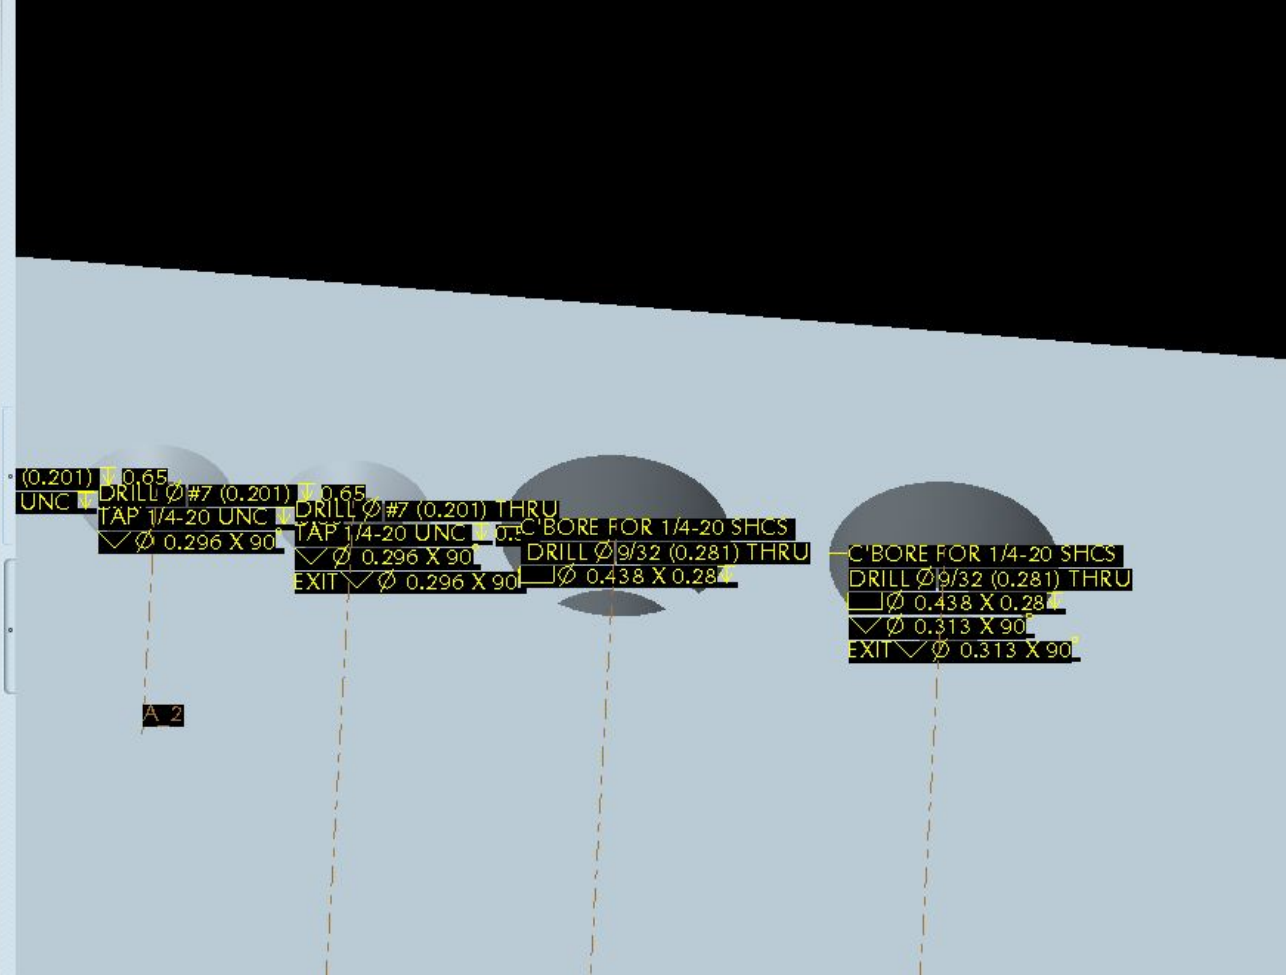 (0.201) ↧ 0.65
UNC ↧
DRILL Ø #7 (0.201) ↧ 0.65
TAP 1/4-20 UNC ↧
⌵ Ø 0.296 X 90°
DRILL Ø #7 (0.201) THRU
TAP 1/4-20 UNC ↧ 0.5
⌵ Ø 0.296 X 90°
EXIT ⌵ Ø 0.296 X 90°
C'BORE FOR 1/4-20 SHCS
DRILL Ø 9/32 (0.281) THRU
⌴ Ø 0.438 X 0.28 ↧
C'BORE FOR 1/4-20 SHCS
DRILL Ø 9/32 (0.281) THRU
⌴ Ø 0.438 X 0.28 ↧
⌵ Ø 0.313 X 90°
EXIT ⌵ Ø 0.313 X 90°
A_2